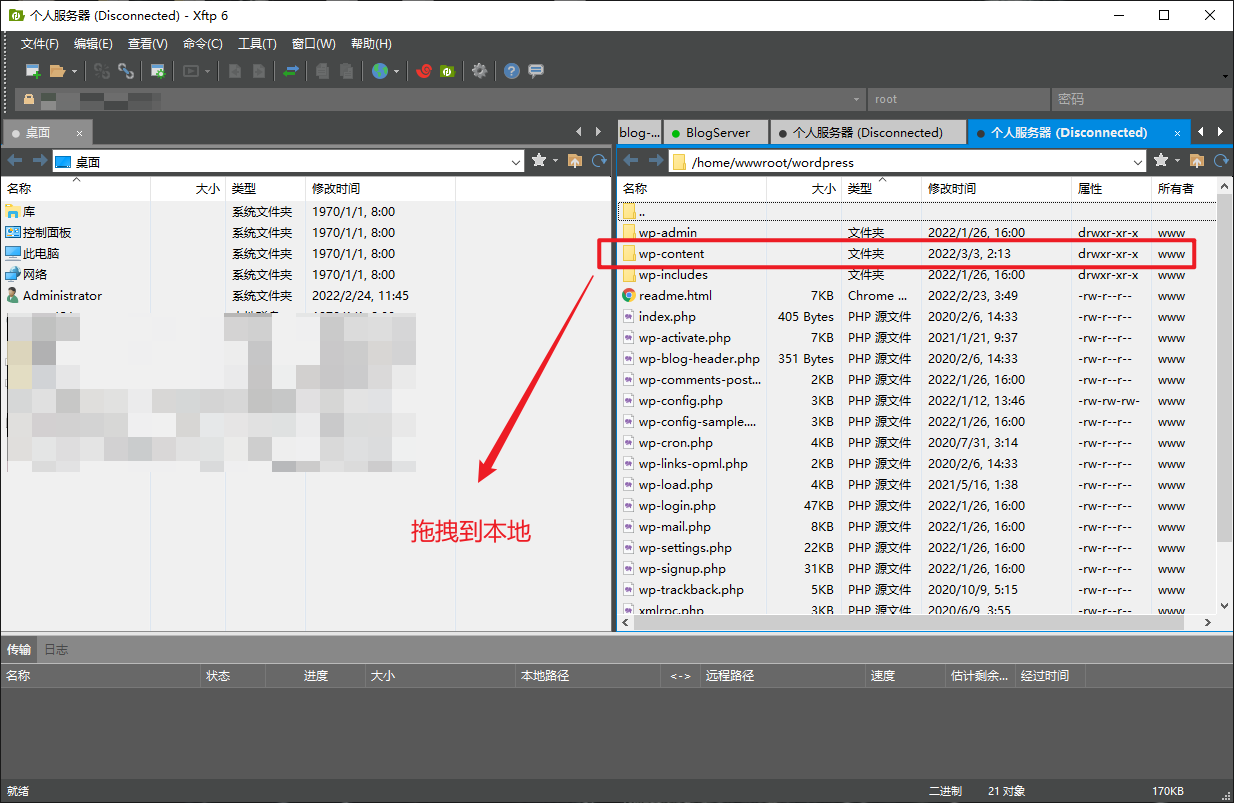 个人服务器 (Disconnected) - Xftp 6
文件(F) 编辑(E) 查看(V) 命令(C) 工具(T) 窗口(W) 帮助(H)
root 密码
桌面 ×
blog-... BlogServer 个人服务器 (Disconnected) 个人服务器 (Disconnected) ×
桌面
/home/wwwroot/wordpress
名称 大小 类型 修改时间
库 系统文件夹 1970/1/1, 8:00
控制面板 系统文件夹 1970/1/1, 8:00
此电脑 系统文件夹 1970/1/1, 8:00
网络 系统文件夹 1970/1/1, 8:00
Administrator 系统文件夹 2022/2/24, 11:45
拖拽到本地
名称 大小 类型 修改时间 属性 所有者
..
wp-admin 文件夹 2022/1/26, 16:00 drwxr-xr-x www
wp-content 文件夹 2022/3/3, 2:13 drwxr-xr-x www
wp-includes 文件夹 2022/1/26, 16:00 drwxr-xr-x www
readme.html 7KB Chrome ... 2022/2/23, 3:49 -rw-r--r-- www
index.php 405 Bytes PHP 源文件 2020/2/6, 14:33 -rw-r--r-- www
wp-activate.php 7KB PHP 源文件 2021/1/21, 9:37 -rw-r--r-- www
wp-blog-header.php 351 Bytes PHP 源文件 2020/2/6, 14:33 -rw-r--r-- www
wp-comments-post... 2KB PHP 源文件 2022/1/26, 16:00 -rw-r--r-- www
wp-config.php 3KB PHP 源文件 2022/1/12, 13:46 -rw-rw-rw- www
wp-config-sample.... 3KB PHP 源文件 2022/1/26, 16:00 -rw-r--r-- www
wp-cron.php 4KB PHP 源文件 2020/7/31, 3:14 -rw-r--r-- www
wp-links-opml.php 2KB PHP 源文件 2020/2/6, 14:33 -rw-r--r-- www
wp-load.php 4KB PHP 源文件 2021/5/16, 1:38 -rw-r--r-- www
wp-login.php 47KB PHP 源文件 2022/1/26, 16:00 -rw-r--r-- www
wp-mail.php 8KB PHP 源文件 2022/1/26, 16:00 -rw-r--r-- www
wp-settings.php 22KB PHP 源文件 2022/1/26, 16:00 -rw-r--r-- www
wp-signup.php 31KB PHP 源文件 2022/1/26, 16:00 -rw-r--r-- www
wp-trackback.php 5KB PHP 源文件 2020/10/9, 5:15 -rw-r--r-- www
xmlrpc.php 3KB PHP 源文件 2020/6/9, 3:55 -rw-r--r-- www
传输 日志
名称 状态 进度 大小 本地路径 <-> 远程路径 速度 估计剩余... 经过时间
就绪 二进制 21 对象 170KB